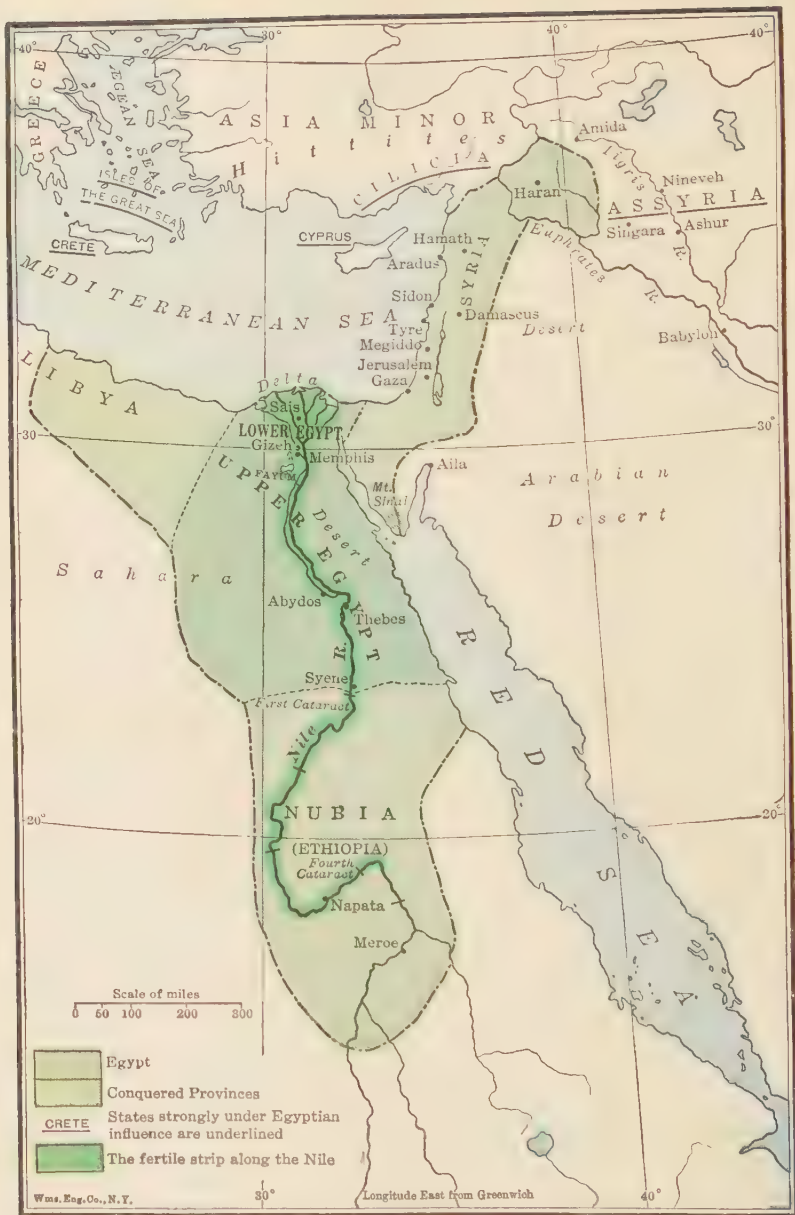 30°
40°
40°
40°
GREECE
ÆGEAN SEA
ASIA MINOR
Hittites
CILICIA
ISLES OF
THE GREAT SEA
CRETE
CYPRUS
Amida
Tigris R.
Nineveh
Haran
ASSYRIA
Singara
Ashur
Euphrates R.
Hamath
Aradus
SYRIA
MEDITERRANEAN SEA
Sidon
Damascus
Tyre
Desert
Megiddo
Babylon
Jerusalem
Gaza
LIBYA
Delta
Sais
30
LOWER EGYPT
30°
Gizeh
Memphis
FAYUM
Aila
Mt.
Sinai
Arabian
Desert
UPPER EGYPT
Desert
Sahara
Abydos
Thebes
RED SEA
Syene
First Cataract
Nile R.
20°
NUBIA
20°
(ETHIOPIA)
Fourth
Cataract
Napata
Meroe
Scale of miles
0 50 100 200 300
Egypt
Conquered Provinces
CRETE States strongly under Egyptian
influence are underlined
The fertile strip along the Nile
Wms. Eng. Co., N.Y.
30°
Longitude East from Greenwich
40°